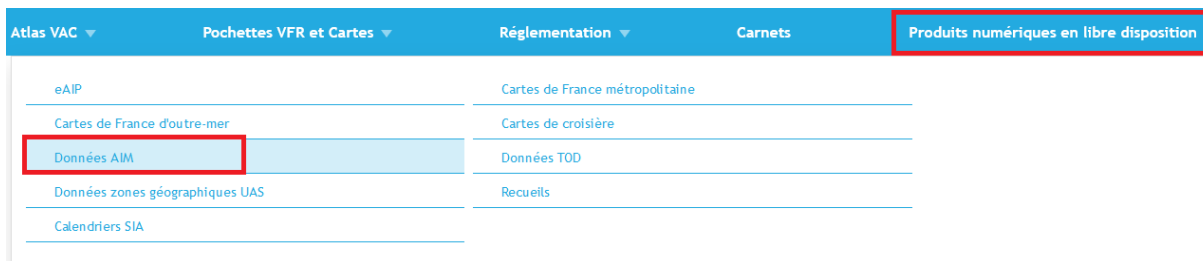 Atlas VAC Pochettes VFR et Cartes Réglementation Carnets Produits numériques en libre disposition
eAIP
Cartes de France d'outre-mer
Données AIM
Données zones géographiques UAS
Calendriers SIA
Cartes de France métropolitaine
Cartes de croisière
Données TOD
Recueils